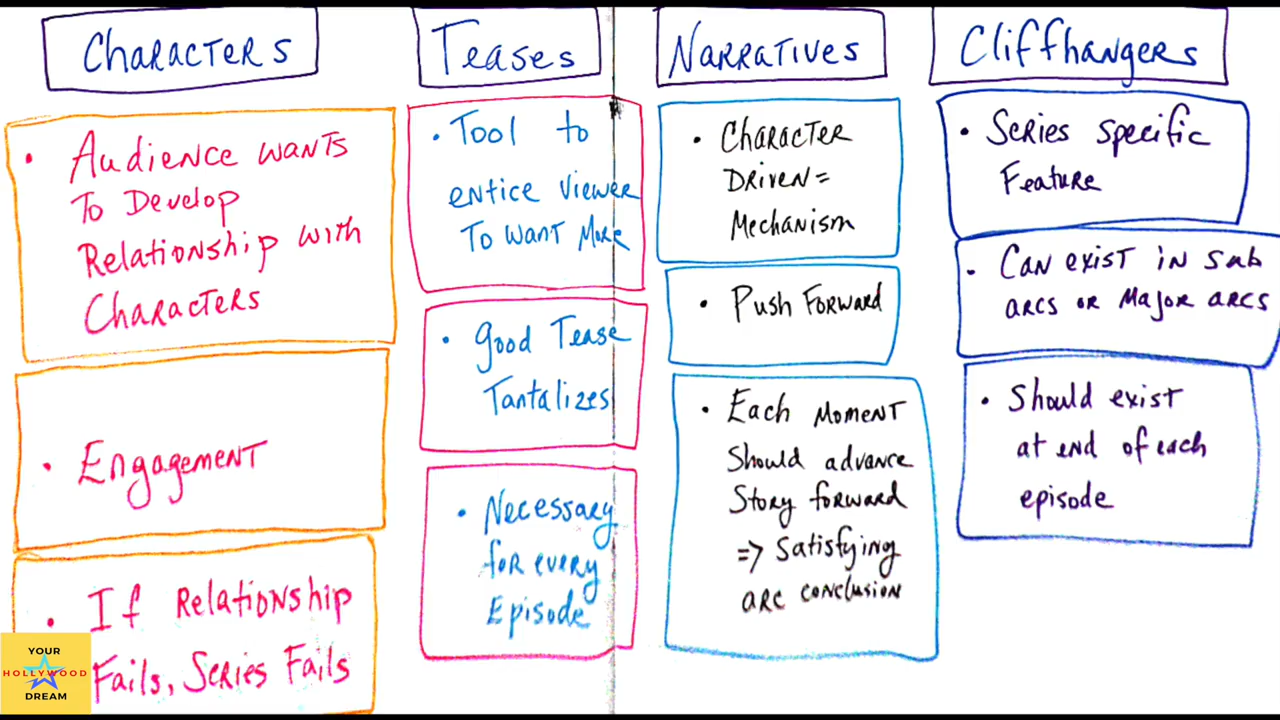 Characters
• Audience wants
To Develop
Relationship with
Characters
• Engagement
• If Relationship
Fails, Series Fails
Teases
• Tool to
entice Viewer
To Want More
• Good Tease
Tantalizes
• Necessary
for every
Episode
Narratives
• Character
Driven =
Mechanism
• Push Forward
• Each Moment
Should advance
Story forward
=> Satisfying
arc conclusion
Cliffhangers
• Series specific
Feature
• Can exist in sub
arcs or Major arcs
• Should exist
at end of each
episode
YOUR
HOLLYWOOD
DREAM